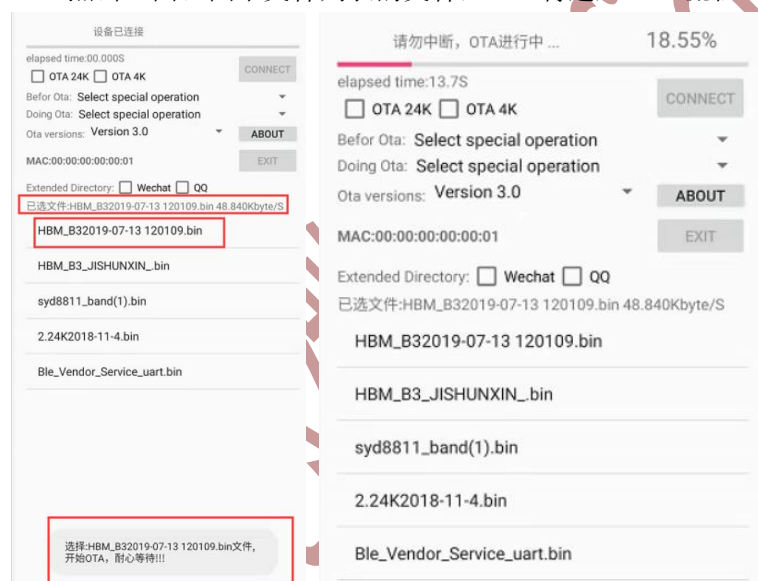 设备已连接
elapsed time:00.000S
OTA 24K OTA 4K
CONNECT
Befor Ota: Select special operation
Doing Ota: Select special operation
Ota versions: Version 3.0
ABOUT
MAC:00:00:00:00:00:01
EXIT
Extended Directory: Wechat QQ
已选文件:HBM_B32019-07-13 120109.bin 48.840Kbyte/S
HBM_B32019-07-13 120109.bin
HBM_B3_JISHUNXIN_.bin
syd8811_band(1).bin
2.24K2018-11-4.bin
Ble_Vendor_Service_uart.bin
选择:HBM_B32019-07-13 120109.bin文件,
开始OTA，耐心等待!!!
请勿中断，OTA进行中 ...
18.55%
elapsed time:13.7S
OTA 24K OTA 4K
CONNECT
Befor Ota: Select special operation
Doing Ota: Select special operation
Ota versions: Version 3.0
ABOUT
MAC:00:00:00:00:00:01
EXIT
Extended Directory: Wechat QQ
已选文件:HBM_B32019-07-13 120109.bin 48.840Kbyte/S
HBM_B32019-07-13 120109.bin
HBM_B3_JISHUNXIN_.bin
syd8811_band(1).bin
2.24K2018-11-4.bin
Ble_Vendor_Service_uart.bin